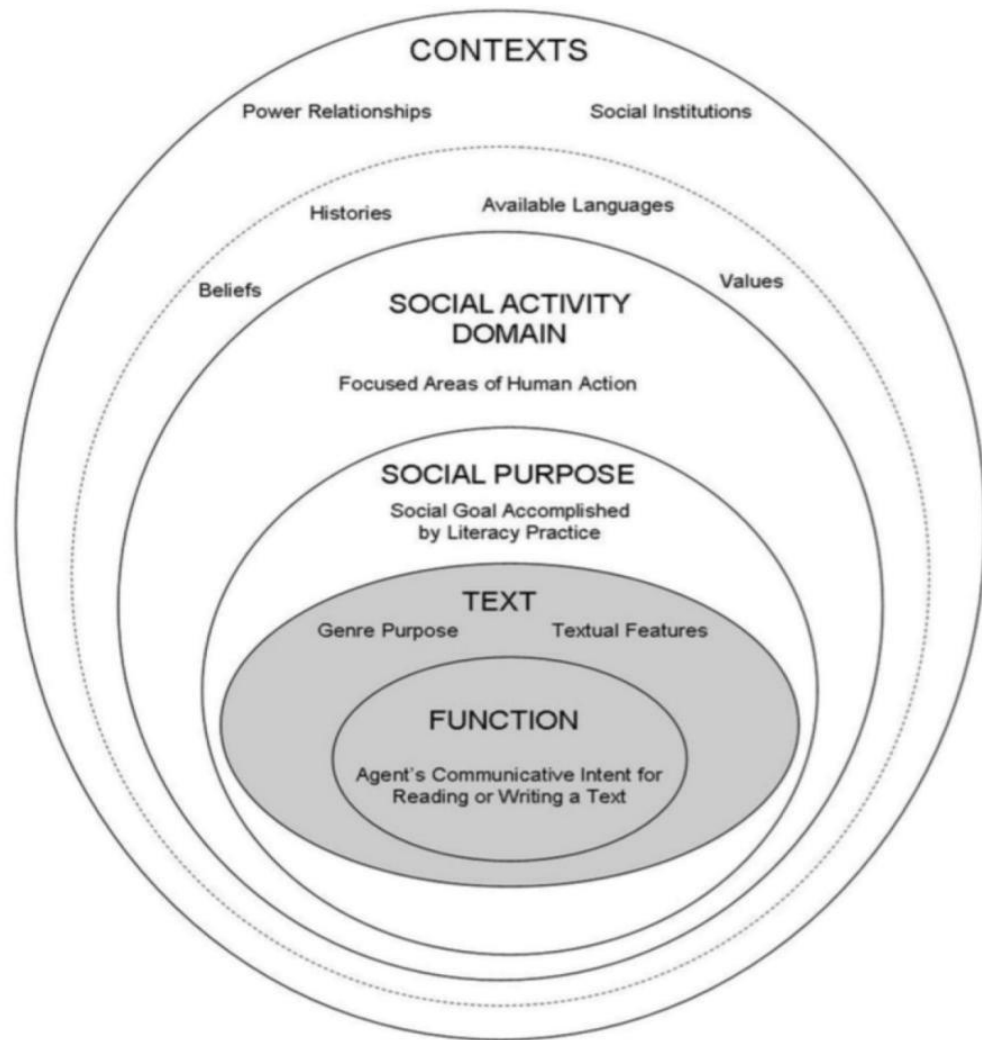 CONTEXTS
Power Relationships Social Institutions
Histories Available Languages
Beliefs Values
SOCIAL ACTIVITY
DOMAIN
Focused Areas of Human Action
SOCIAL PURPOSE
Social Goal Accomplished
by Literacy Practice
TEXT
Genre Purpose Textual Features
FUNCTION
Agent's Communicative Intent for
Reading or Writing a Text